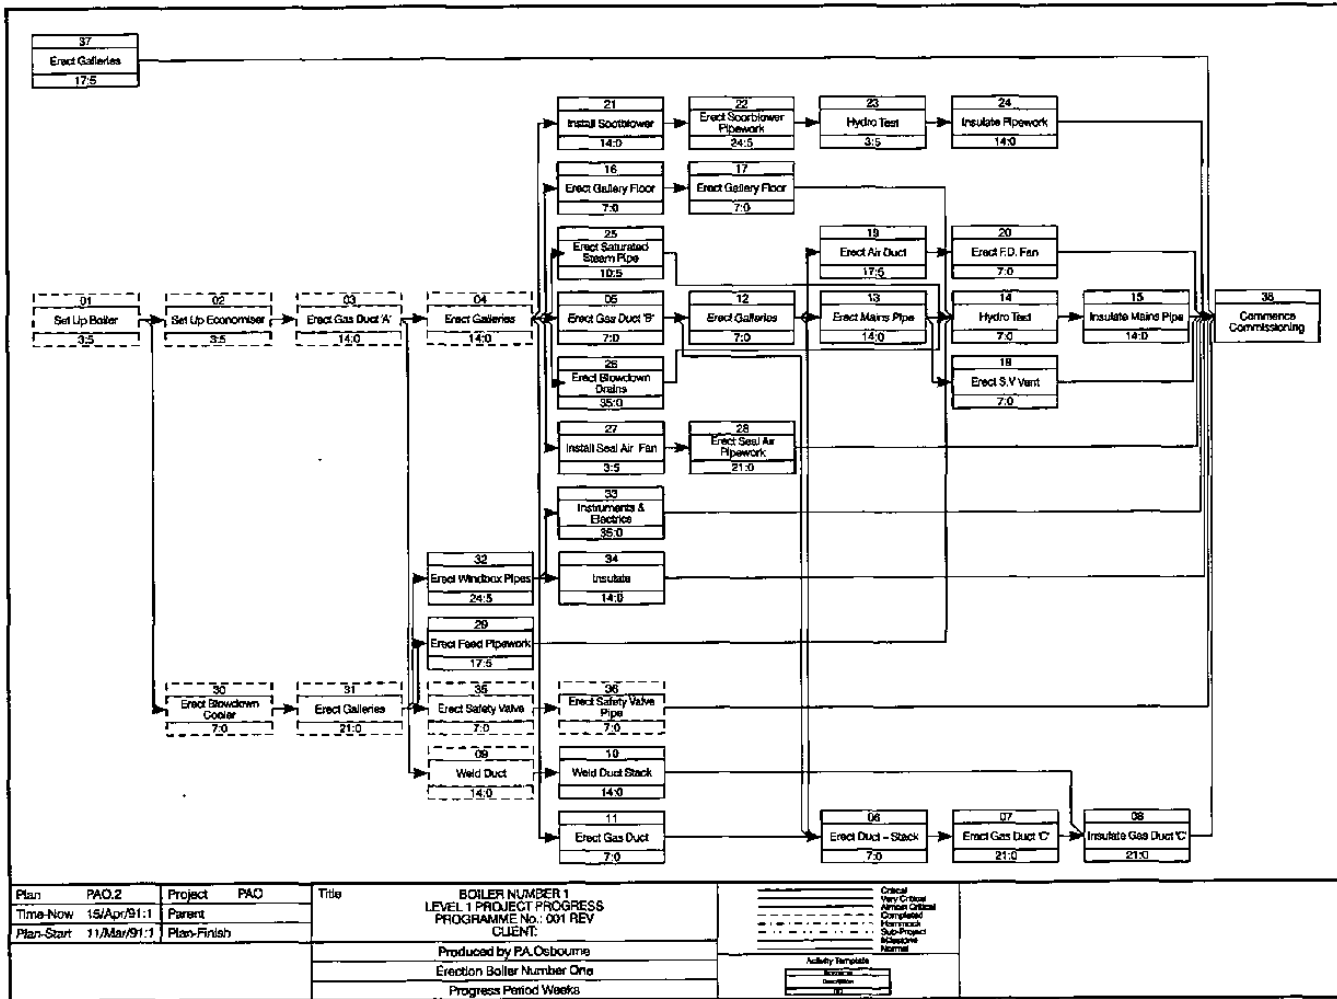 37
Erect Galleries
17:5
21
Install Sootblower
14:0
22
Erect Soorblower
Pipework
24:5
23
Hydro Test
3:5
24
Insulate Pipework
14:0
16
Erect Gallery Floor
7:0
17
Erect Gallery Floor
7:0
25
Erect Saturated
Steam Pipe
10:5
19
Erect Air Duct
17:5
20
Erect F.D. Fan
7:0
01
Set Up Boiler
3:5
02
Set Up Economiser
3:5
03
Erect Gas Duct 'A'
14:0
04
Erect Galleries
14:0
05
Erect Gas Duct 'B'
7:0
12
Erect Galleries
7:0
13
Erect Mains Pipe
14:0
14
Hydro Test
7:0
15
Insulate Mains Pipe
14:0
38
Commence
Commissioning
26
Erect Blowdown
Drains
35:0
18
Erect S.V Vent
7:0
27
Install Seal Air Fan
3:5
28
Erect Seal Air
Pipework
21:0
33
Instruments &
Electrics
35:0
32
Erect Windbox Pipes
24:5
34
Insulate
14:0
29
Erect Feed Pipework
17:5
30
Erect Blowdown
Cooler
7:0
31
Erect Galleries
21:0
35
Erect Safety Valve
7:0
36
Erect Safety Valve
Pipe
7:0
09
Weld Duct
14:0
10
Weld Duct Stack
14:0
11
Erect Gas Duct
7:0
06
Erect Duct – Stack
7:0
07
Erect Gas Duct 'C'
21:0
08
Insulate Gas Duct 'C'
21:0
Plan PAO.2 Project PAO
Time-Now 15/Apr/91:1 Parent
Plan-Start 11/Mar/91:1 Plan-Finish
Title
BOILER NUMBER 1
LEVEL 1 PROJECT PROGRESS
PROGRAMME No.: 001 REV
CLIENT:
Produced by P.A.Osbourne
Erection Boiler Number One
Progress Period Weeks
Critical
Very Critical
Almost Critical
Completed
Hammock
Sub-Project
Milestone
Normal
Activity Template
Description